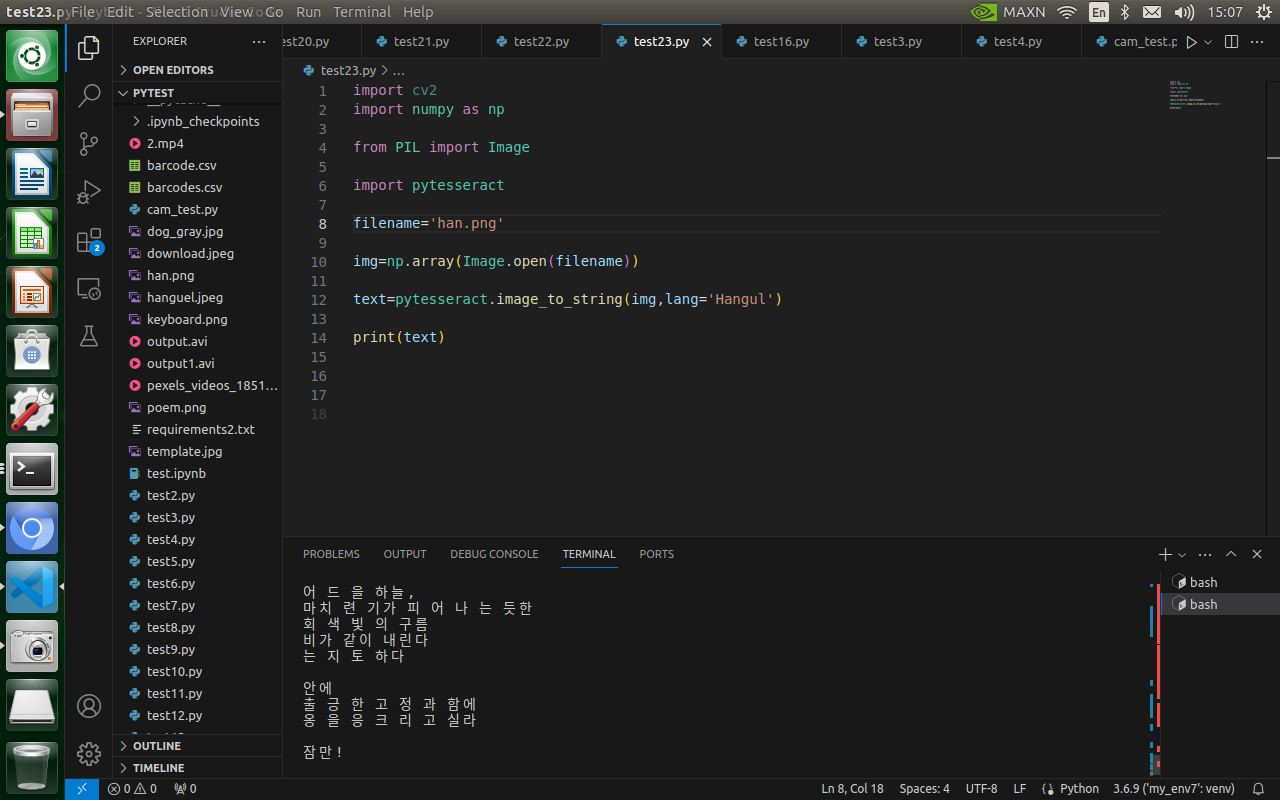 test23.py
File Edit Selection View Go Run Terminal Help
MAXN
En
15:07
EXPLORER
est20.py
test21.py
test22.py
test23.py
test16.py
test3.py
test4.py
cam_test.p
OPEN EDITORS
PYTEST
.ipynb_checkpoints
2.mp4
barcode.csv
barcodes.csv
cam_test.py
dog_gray.jpg
download.jpeg
han.png
hanguel.jpeg
keyboard.png
output.avi
output1.avi
pexels_videos_1851...
poem.png
requirements2.txt
template.jpg
test.ipynb
test2.py
test3.py
test4.py
test5.py
test6.py
test7.py
test8.py
test9.py
test10.py
test11.py
test12.py
OUTLINE
TIMELINE
2
test23.py > ...
1 import cv2
2 import numpy as np
3
4 from PIL import Image
5
6 import pytesseract
7
8 filename='han.png'
9
10 img=np.array(Image.open(filename))
11
12 text=pytesseract.image_to_string(img,lang='Hangul')
13
14 print(text)
15
16
17
18
PROBLEMS OUTPUT DEBUG CONSOLE TERMINAL PORTS
어 드 을 하늘,
마치 련 기가 피 어 나 는 듯한
회 색 빛 의 구름
비가 같이 내린다
는 지 토 하다
안에
출 긍 한 고 정 과 함에
옹 을 응 크 리 고 실라
잠만!
bash
bash
0 0 0
Ln 8, Col 18 Spaces: 4 UTF-8 LF Python 3.6.9 ('my_env7': venv)